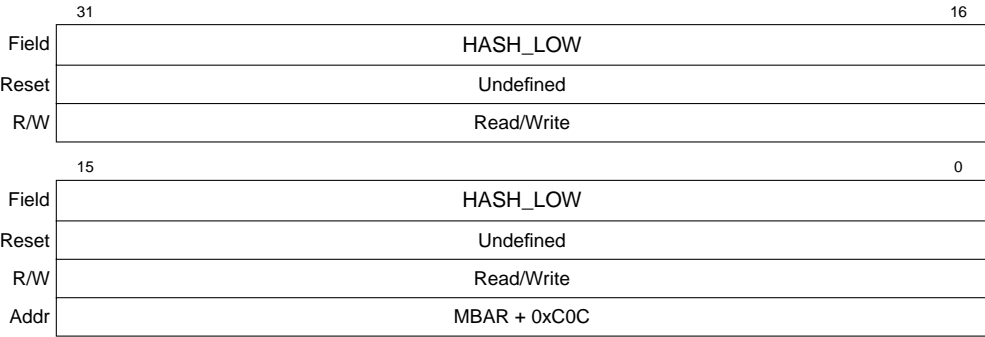 31 16
Field HASH_LOW
Reset Undefined
R/W Read/Write
15 0
Field HASH_LOW
Reset Undefined
R/W Read/Write
Addr MBAR + 0xC0C